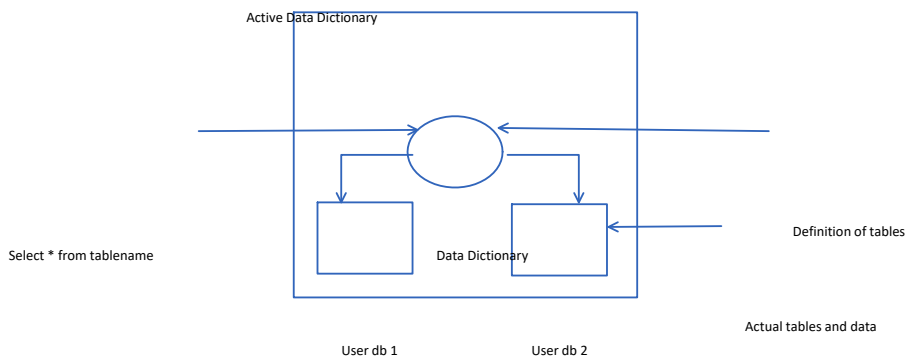 Active Data Dictionary
Definition of tables
Select * from tablename
Data Dictionary
Actual tables and data
User db 1
User db 2